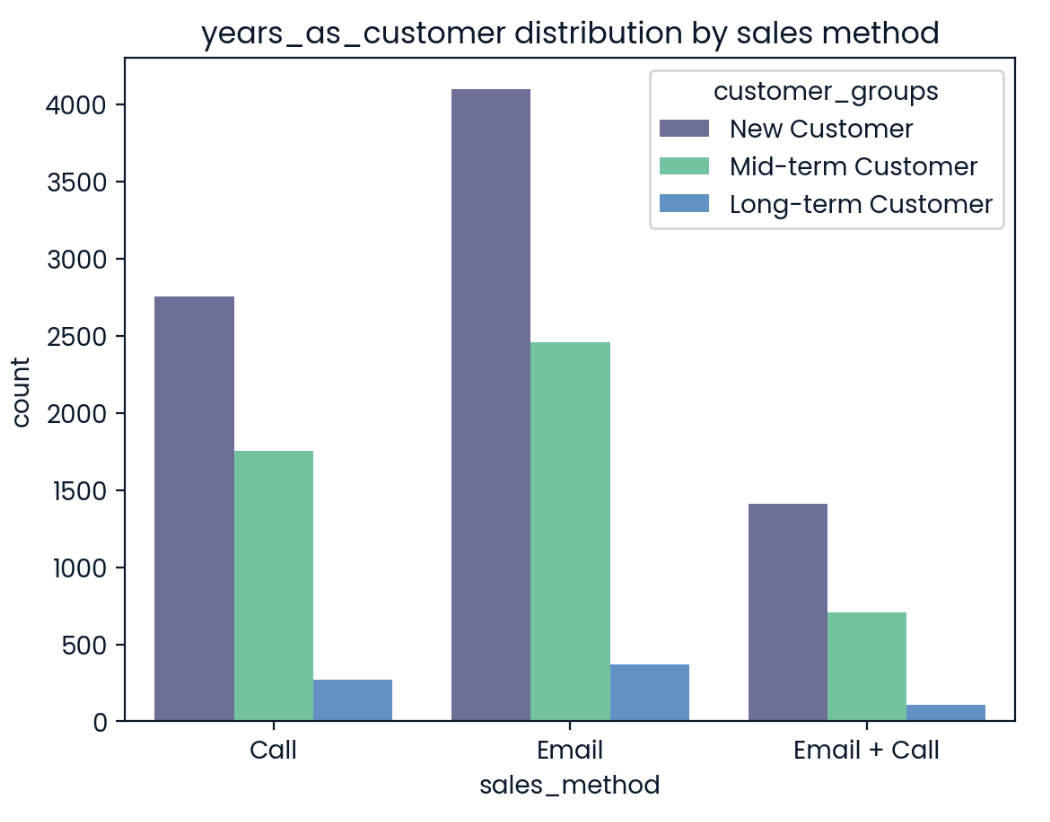 years_as_customer distribution by sales method
customer_groups
New Customer
Mid-term Customer
Long-term Customer
4000
3500
3000
2500
2000
1500
1000
500
0
count
Call
Email
Email + Call
sales_method